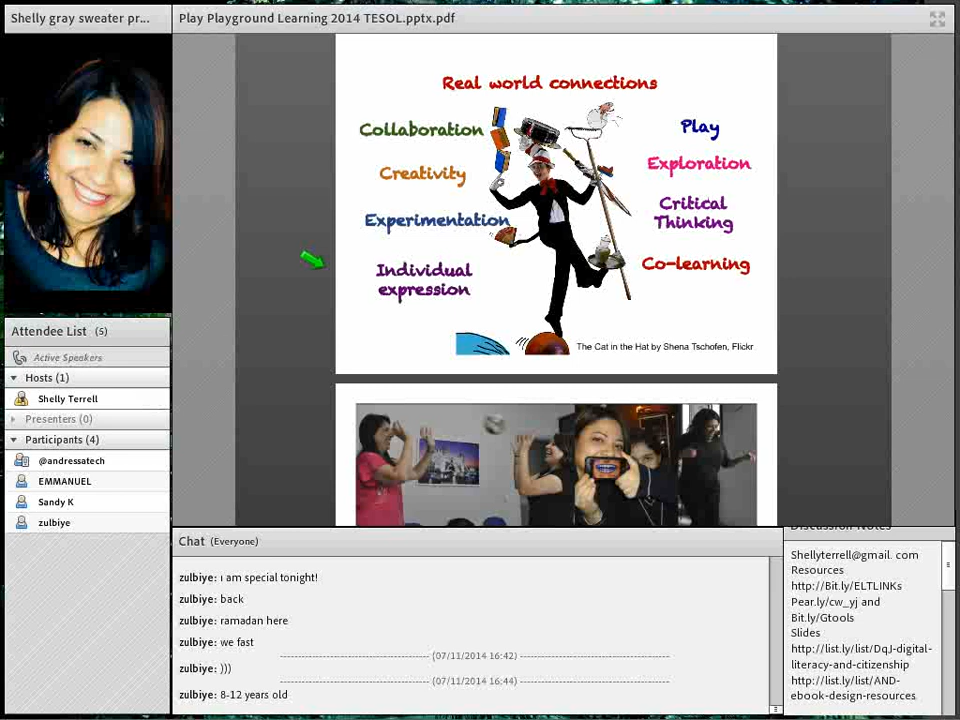 Shelly gray sweater pr...
Play Playground Learning 2014 TESOL.pptx.pdf
Real world connections
Collaboration
Creativity
Experimentation
Individual
expression
Play
Exploration
Critical
Thinking
Co-learning
The Cat in the Hat by Shena Tschofen, Flickr
Attendee List (5)
Active Speakers
Hosts (1)
Shelly Terrell
Presenters (0)
Participants (4)
@andressatech
EMMANUEL
Sandy K
zulbiye
Chat (Everyone)
zulbiye: ı am special tonight!
zulbiye: back
zulbiye: ramadan here
zulbiye: we fast
(07/11/2014 16:42)
zulbiye: )))
(07/11/2014 16:44)
zulbiye: 8-12 years old
Discussion Notes
Shellyterrell@gmail. com
Resources
http://Bit.ly/ELTLINKs
Pear.ly/cw_yj and
Bit.ly/Gtools
Slides
http://list.ly/list/DqJ-digital-
literacy-and-citizenship
http://list.ly/list/AND-
ebook-design-resources